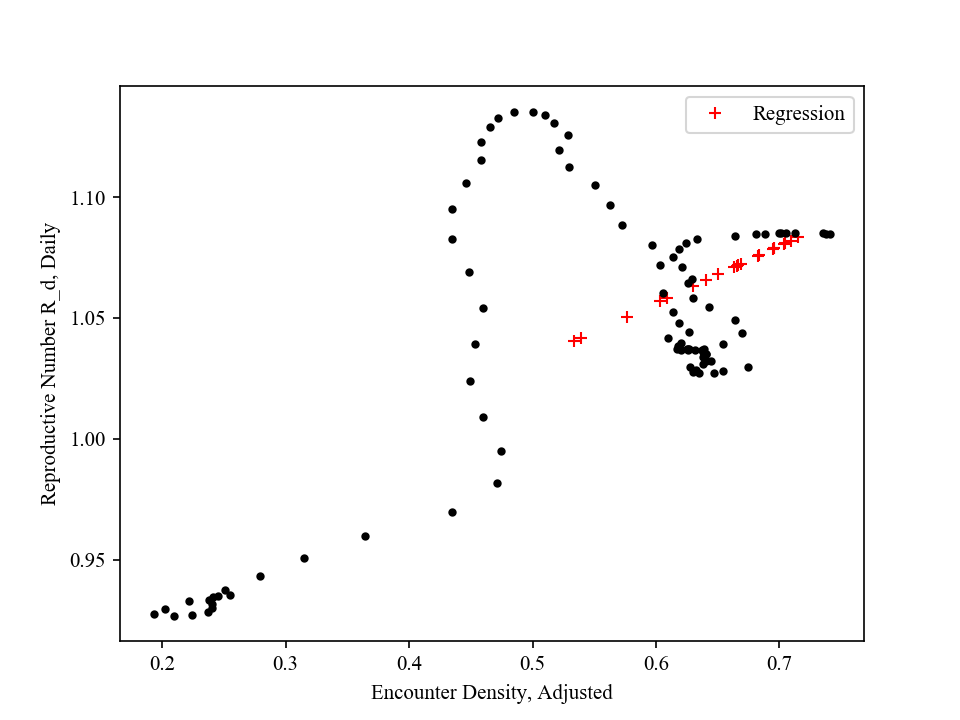 Regression
1.10
1.05
1.00
0.95
Reproductive Number R_d, Daily
0.2 0.3 0.4 0.5 0.6 0.7
Encounter Density, Adjusted